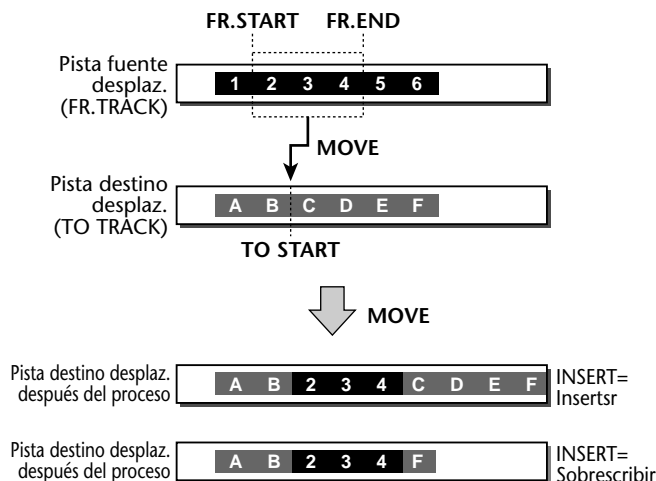 FR.START FR.END
Pista fuente
desplaz.
(FR.TRACK)
1 2 3 4 5 6
MOVE
Pista destino
desplaz.
(TO TRACK)
A B C D E F
TO START
MOVE
Pista destino desplaz.
después del proceso
A B 2 3 4 C D E F
INSERT=
Insertsr
Pista destino desplaz.
después del proceso
A B 2 3 4 F
INSERT=
Sobrescribir